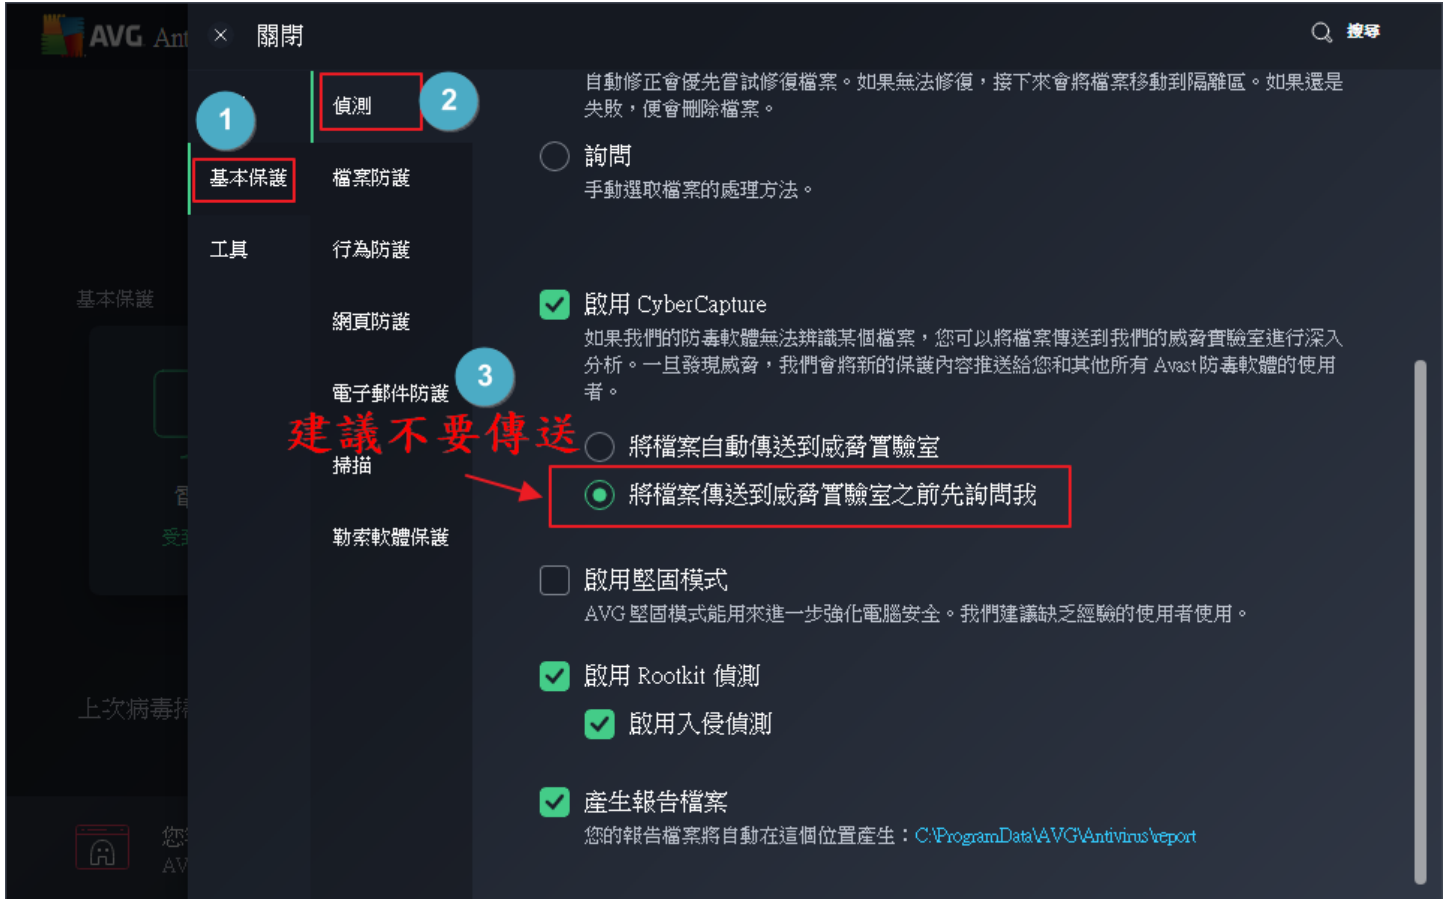 AVG Ant
關閉
搜尋
1
基本保護
工具
偵測
2
檔案防護
行為防護
網頁防護
電子郵件防護
3
掃描
勒索軟體保護
自動修正會優先嘗試修復檔案。如果無法修復，接下來會將檔案移動到隔離區。如果還是
失敗，便會刪除檔案。
詢問
手動選取檔案的處理方法。
啟用 CyberCapture
如果我們的防毒軟體無法辨識某個檔案，您可以將檔案傳送到我們的威脅實驗室進行深入
分析。一旦發現威脅，我們會將新的保護內容推送給您和其他所有 Avast 防毒軟體的使用
者。
建議不要傳送
將檔案自動傳送到威脅實驗室
將檔案傳送到威脅實驗室之前先詢問我
啟用堅固模式
AVG 堅固模式能用來進一步強化電腦安全。我們建議缺乏經驗的使用者使用。
啟用 Rootkit 偵測
啟用入侵偵測
產生報告檔案
您的報告檔案將自動在這個位置產生：C:\ProgramData\AVG\Antivirus\report
基本保護
上次病毒掃
您
AV